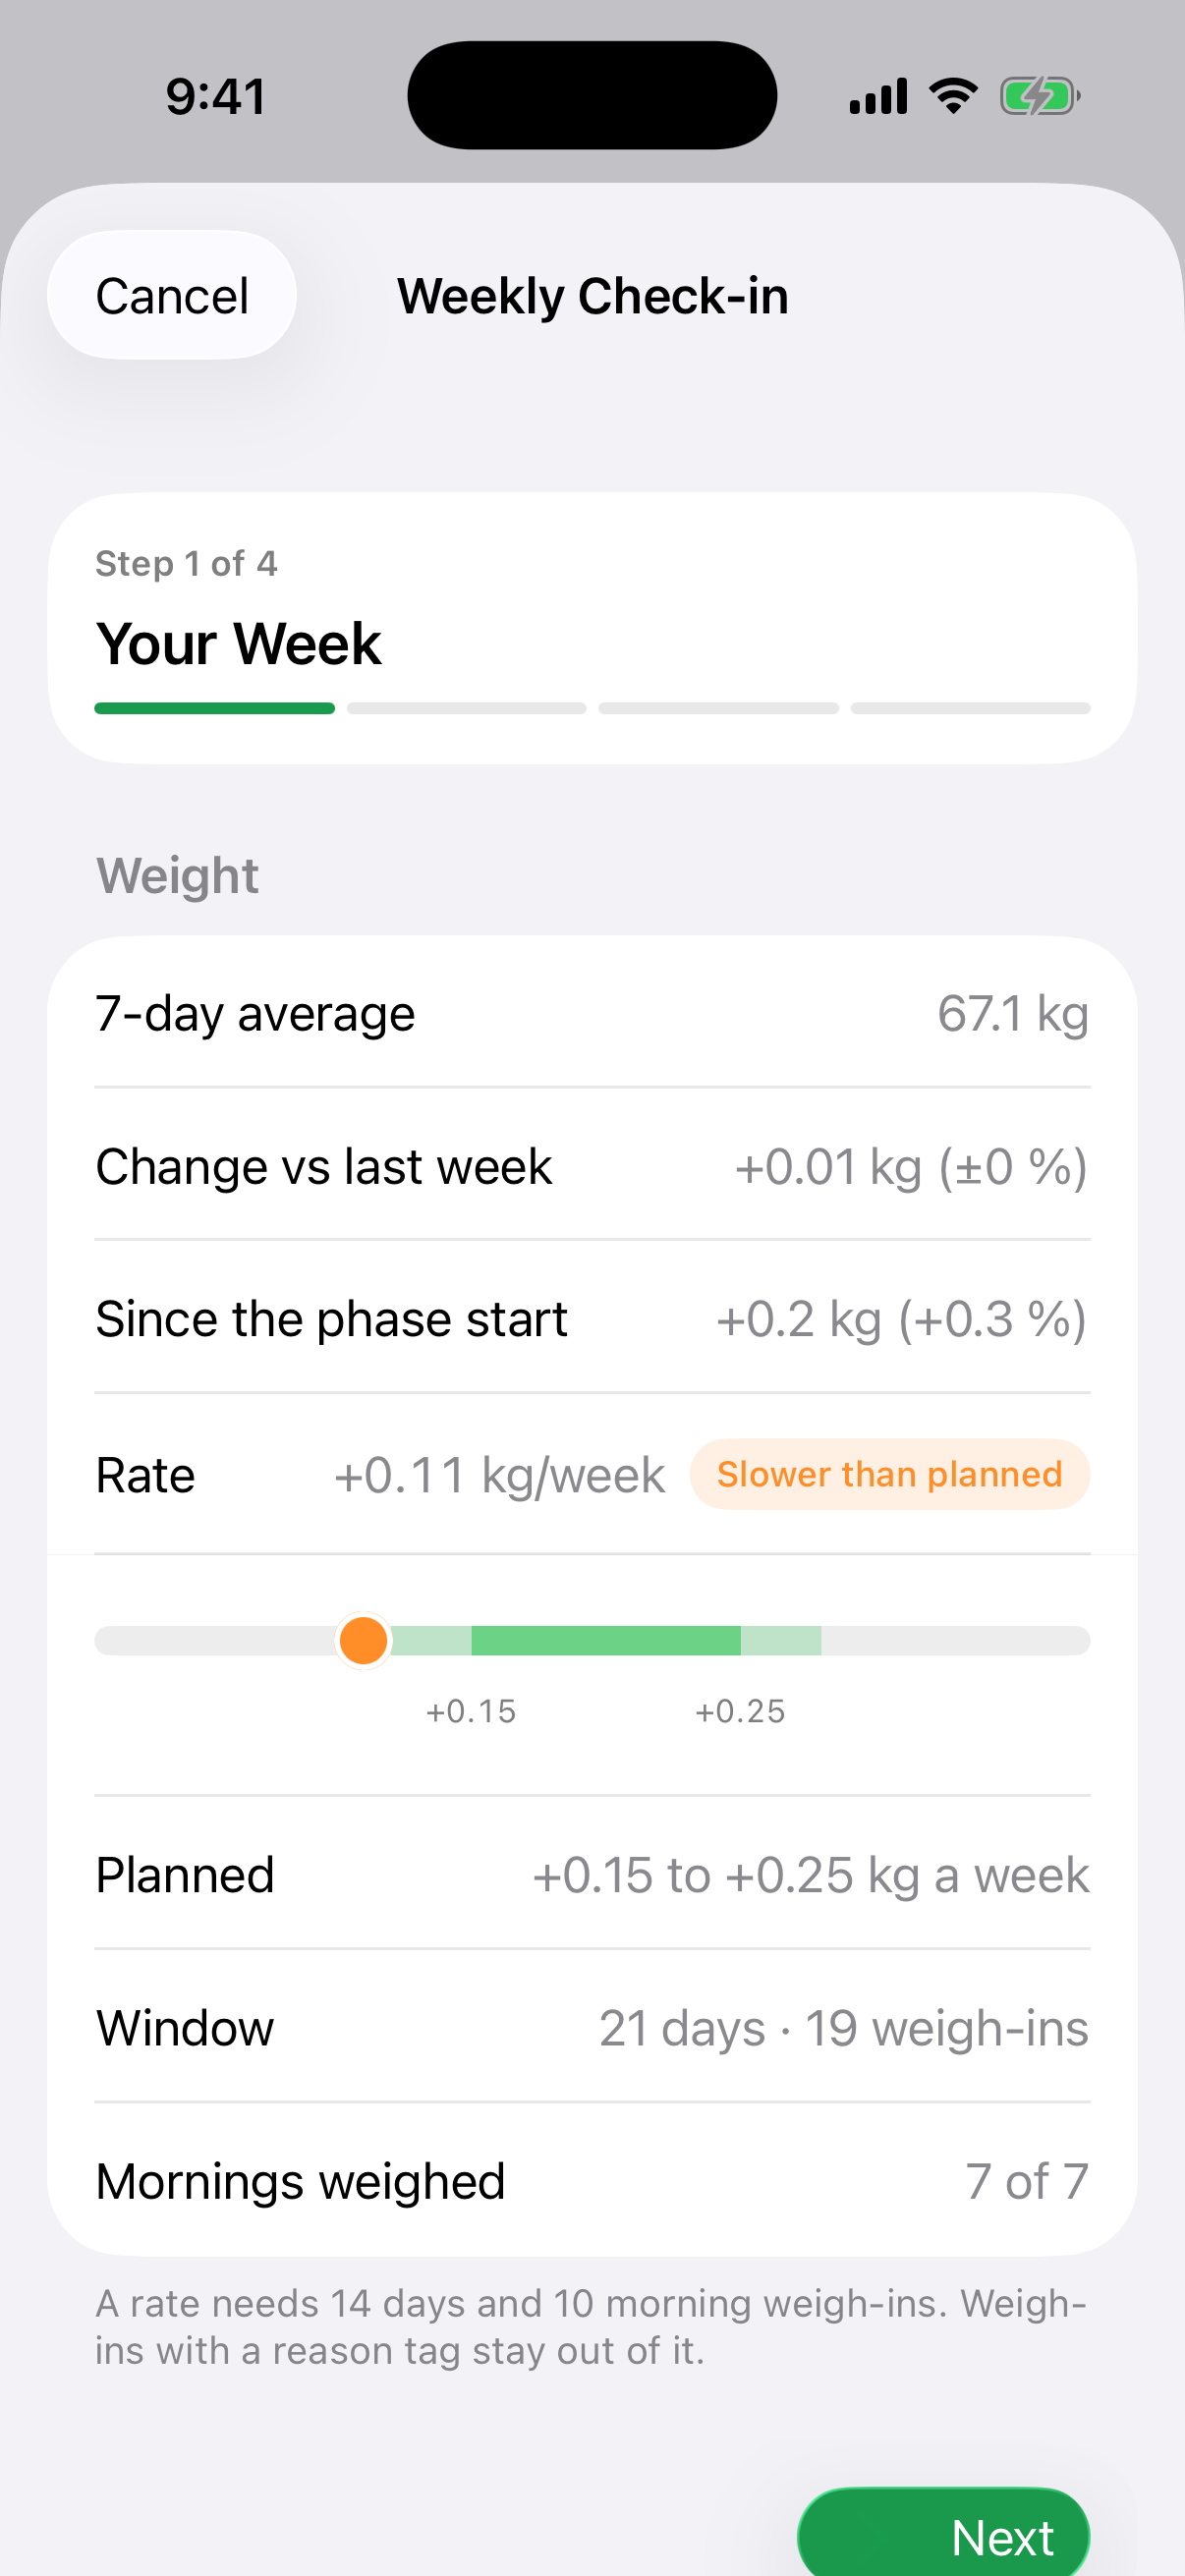 9:41
Cancel
Weekly Check-in
Step 1 of 4
Your Week
Weight
7-day average 67.1 kg
Change vs last week +0.01 kg (±0 %)
Since the phase start +0.2 kg (+0.3 %)
Rate +0.11 kg/week Slower than planned
+0.15 +0.25
Planned +0.15 to +0.25 kg a week
Window 21 days · 19 weigh-ins
Mornings weighed 7 of 7
A rate needs 14 days and 10 morning weigh-ins. Weigh-
ins with a reason tag stay out of it.
Next